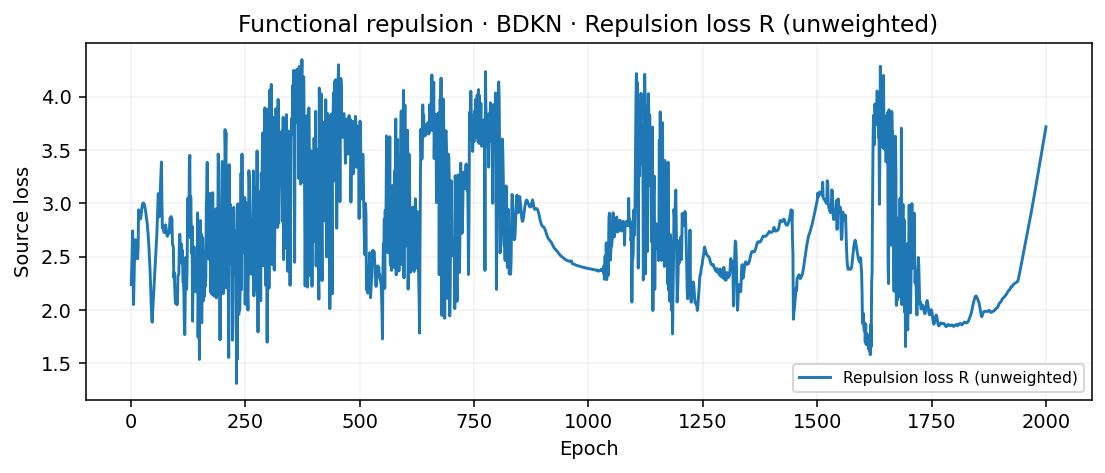 Functional repulsion · BDKN · Repulsion loss R (unweighted)
4.0
3.5
3.0
2.5
2.0
1.5
Source loss
0 250 500 750 1000 1250 1500 1750 2000
Epoch
Repulsion loss R (unweighted)